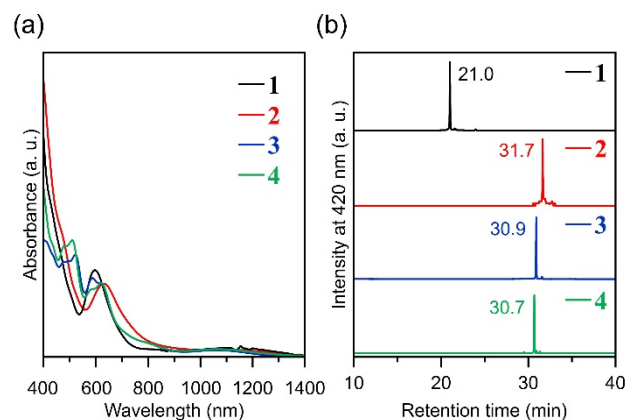 (a)
Absorbance (a. u.)
1
2
3
4
400 600 800 1000 1200 1400
Wavelength (nm)
(b)
Intensity at 420 nm (a. u.)
21.0
1
31.7
2
30.9
3
30.7
4
10 20 30 40
Retention time (min)